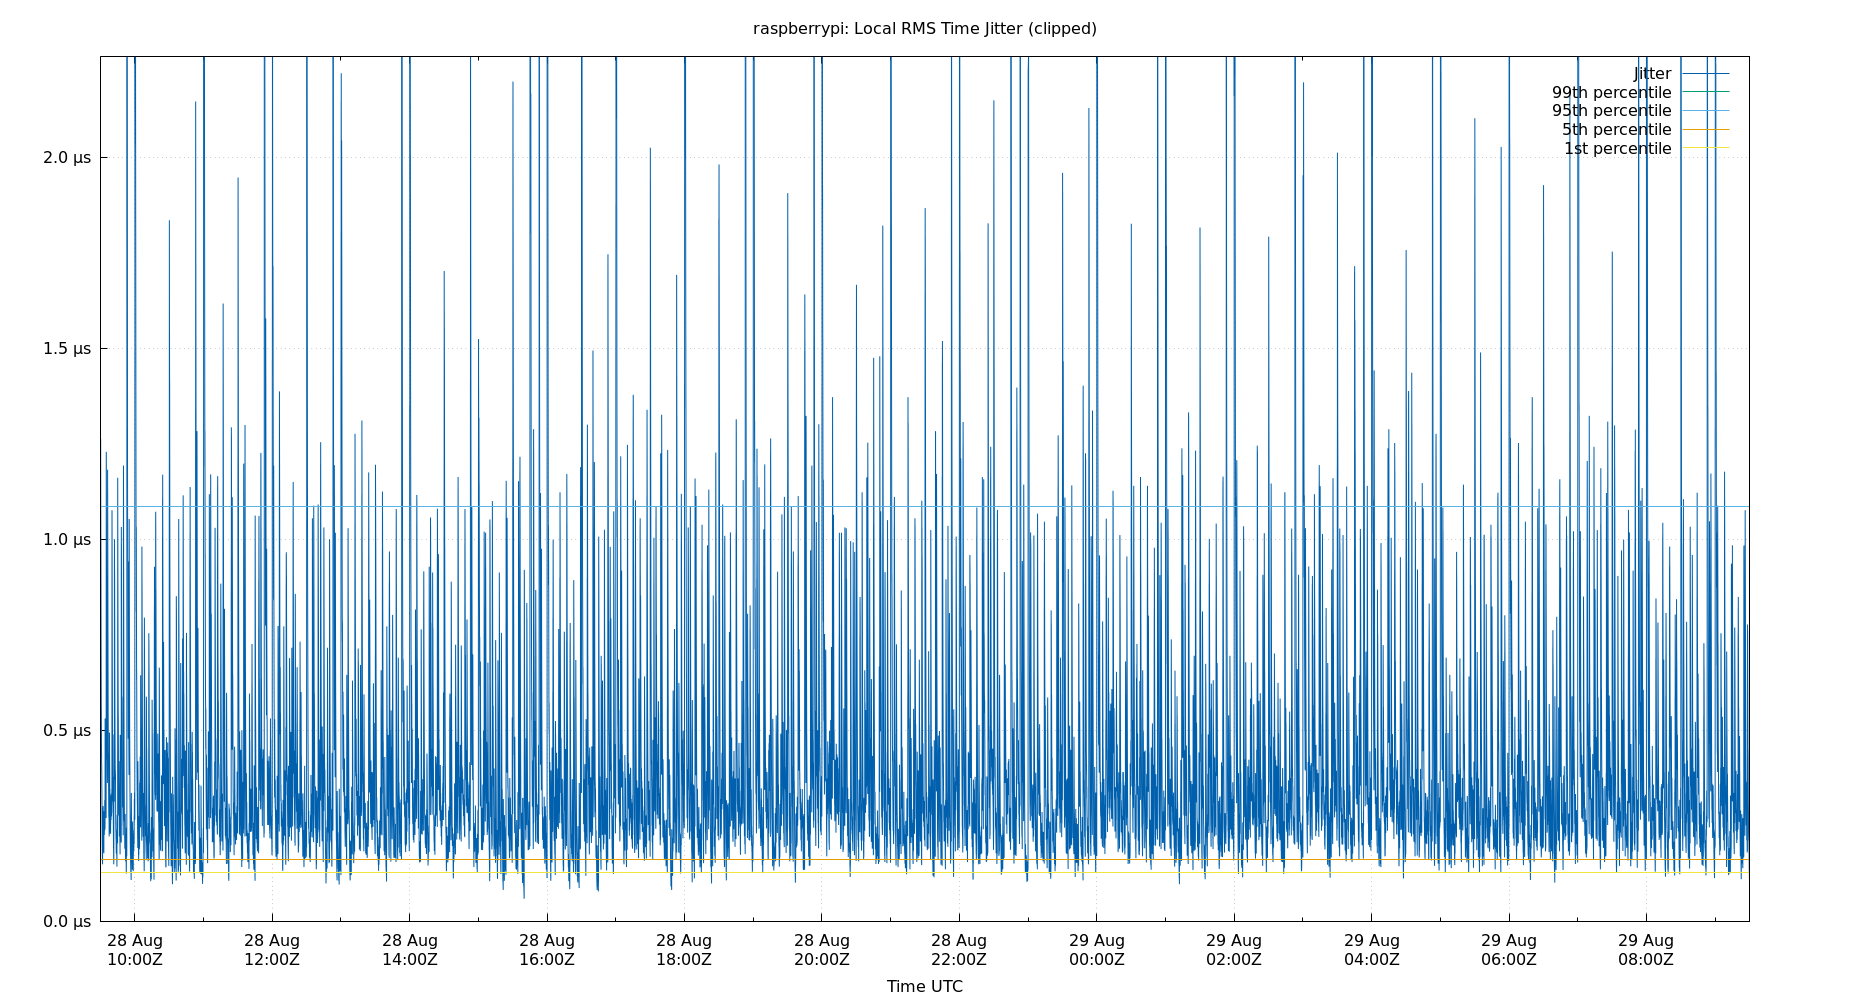 raspberrypi: Local RMS Time Jitter (clipped)
Jitter
99th percentile
95th percentile
5th percentile
1st percentile
2.0 µs
1.5 µs
1.0 µs
0.5 µs
0.0 µs
28 Aug 28 Aug 28 Aug 28 Aug 28 Aug 28 Aug 28 Aug 29 Aug 29 Aug 29 Aug 29 Aug 29 Aug
10:00Z 12:00Z 14:00Z 16:00Z 18:00Z 20:00Z 22:00Z 00:00Z 02:00Z 04:00Z 06:00Z 08:00Z
Time UTC